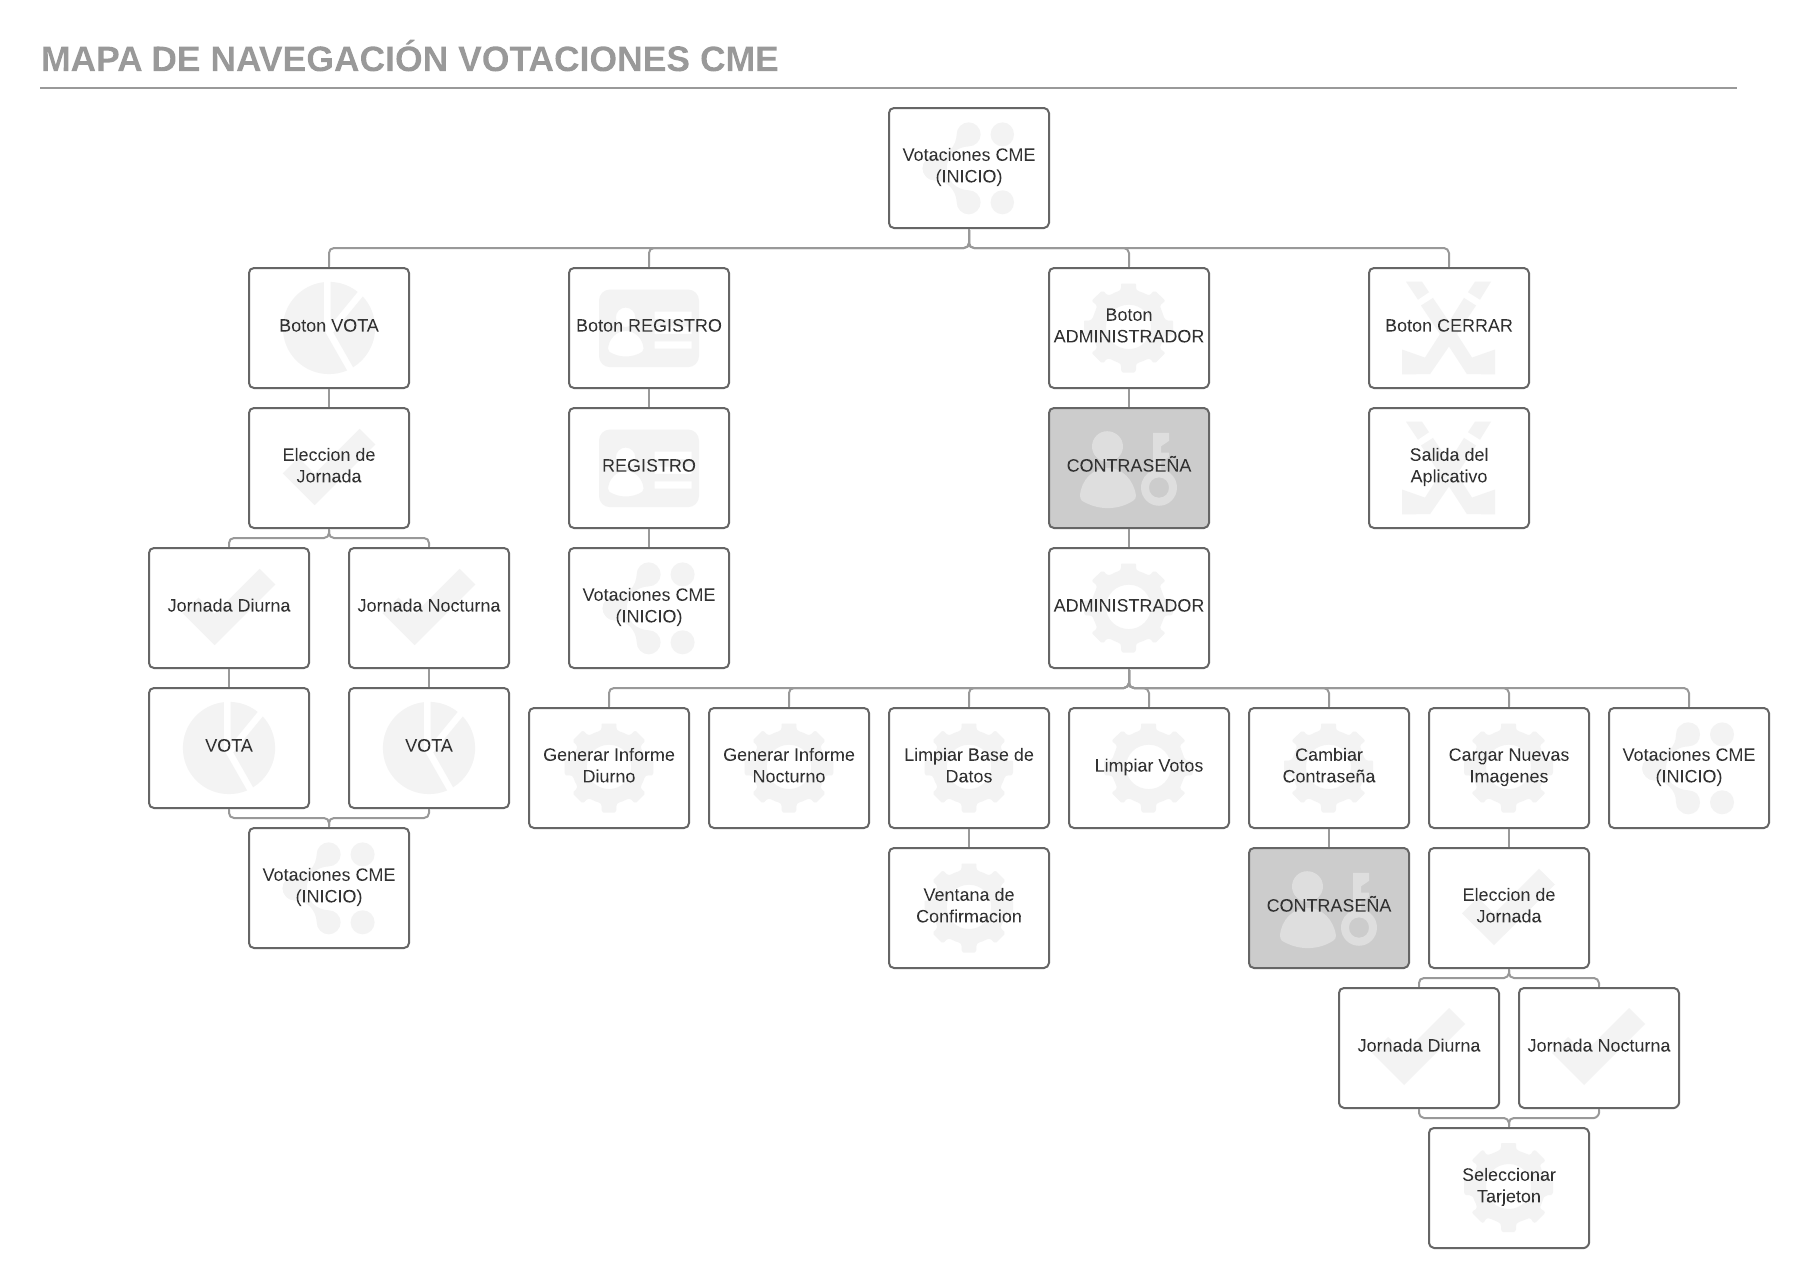 MAPA DE NAVEGACIÓN VOTACIONES CME
Votaciones CME
(INICIO)
Boton VOTA
Boton REGISTRO
Boton
ADMINISTRADOR
Boton CERRAR
Eleccion de
Jornada
REGISTRO
CONTRASEÑA
Salida del
Aplicativo
Jornada Diurna
Jornada Nocturna
Votaciones CME
(INICIO)
ADMINISTRADOR
VOTA
VOTA
Generar Informe
Diurno
Generar Informe
Nocturno
Limpiar Base de
Datos
Limpiar Votos
Cambiar
Contraseña
Cargar Nuevas
Imagenes
Votaciones CME
(INICIO)
Votaciones CME
(INICIO)
Ventana de
Confirmacion
CONTRASEÑA
Eleccion de
Jornada
Jornada Diurna
Jornada Nocturna
Seleccionar
Tarjeton